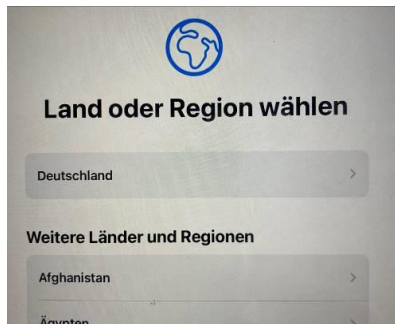 Land oder Region wählen
Deutschland
Weitere Länder und Regionen
Afghanistan
Ägypten